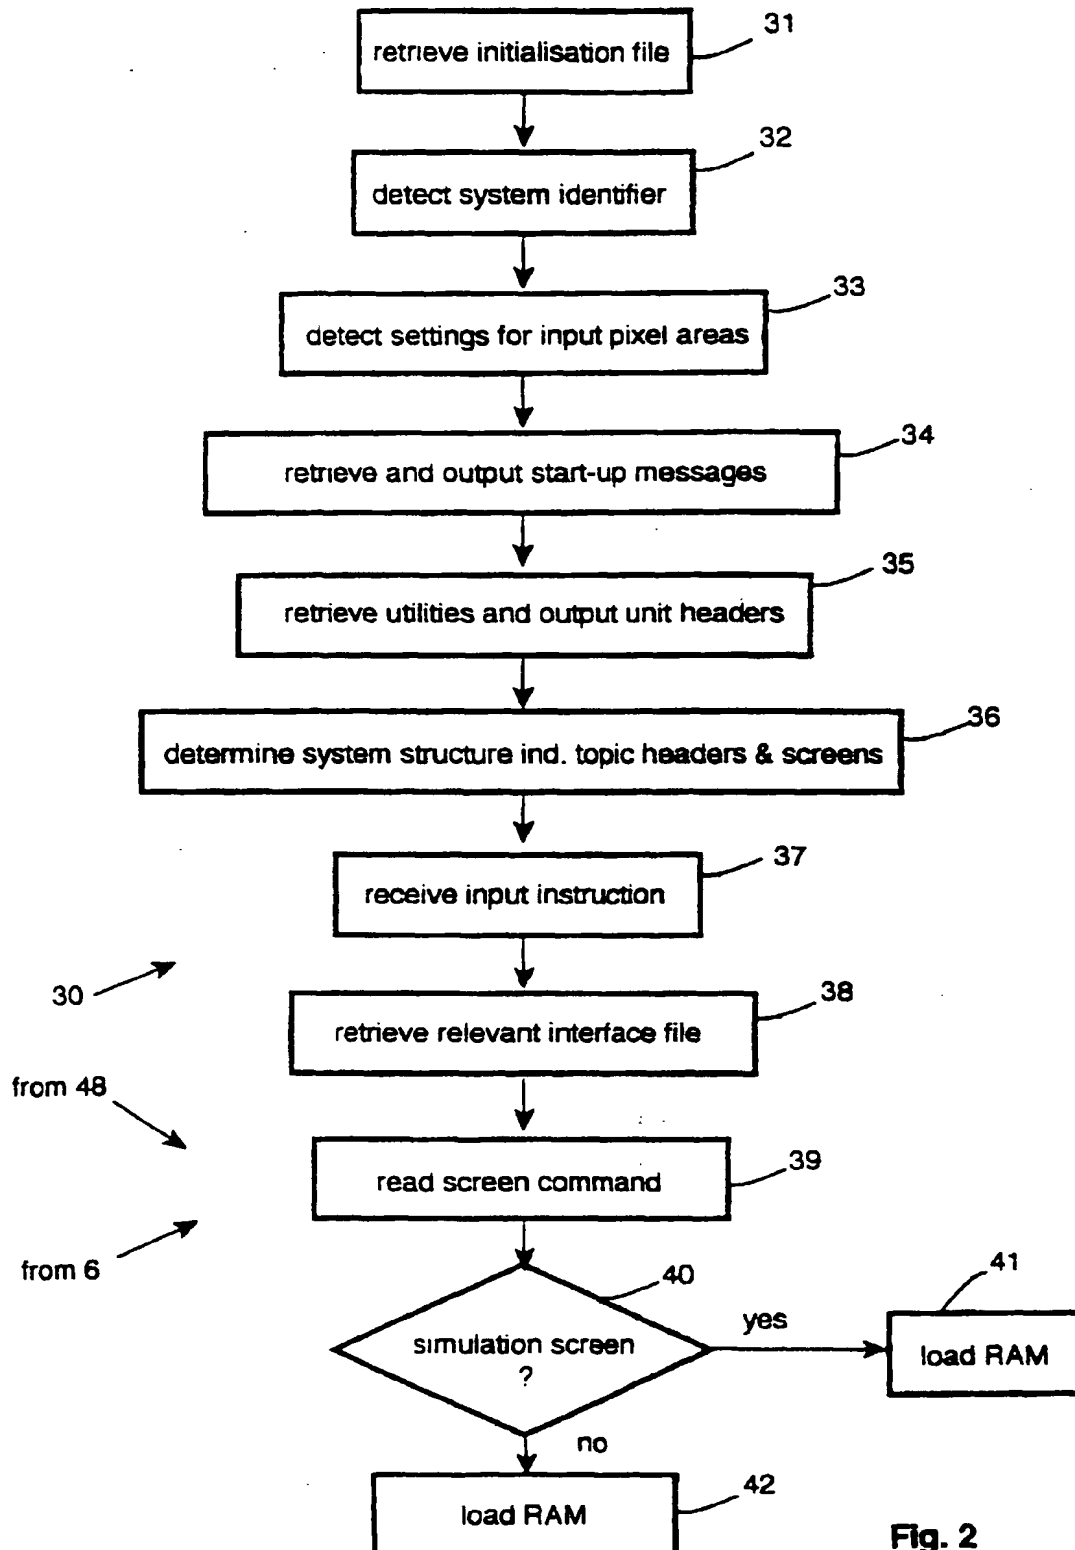 31
retrieve initialisation file
32
detect system identifier
33
detect settings for input pixel areas
34
retrieve and output start-up messages
35
retrieve utilities and output unit headers
36
determine system structure ind. topic headers & screens
37
receive input instruction
30
38
retrieve relevant interface file
from 48
39
read screen command
from 6
40
41
simulation screen
?
yes
load RAM
no
42
load RAM
Fig. 2